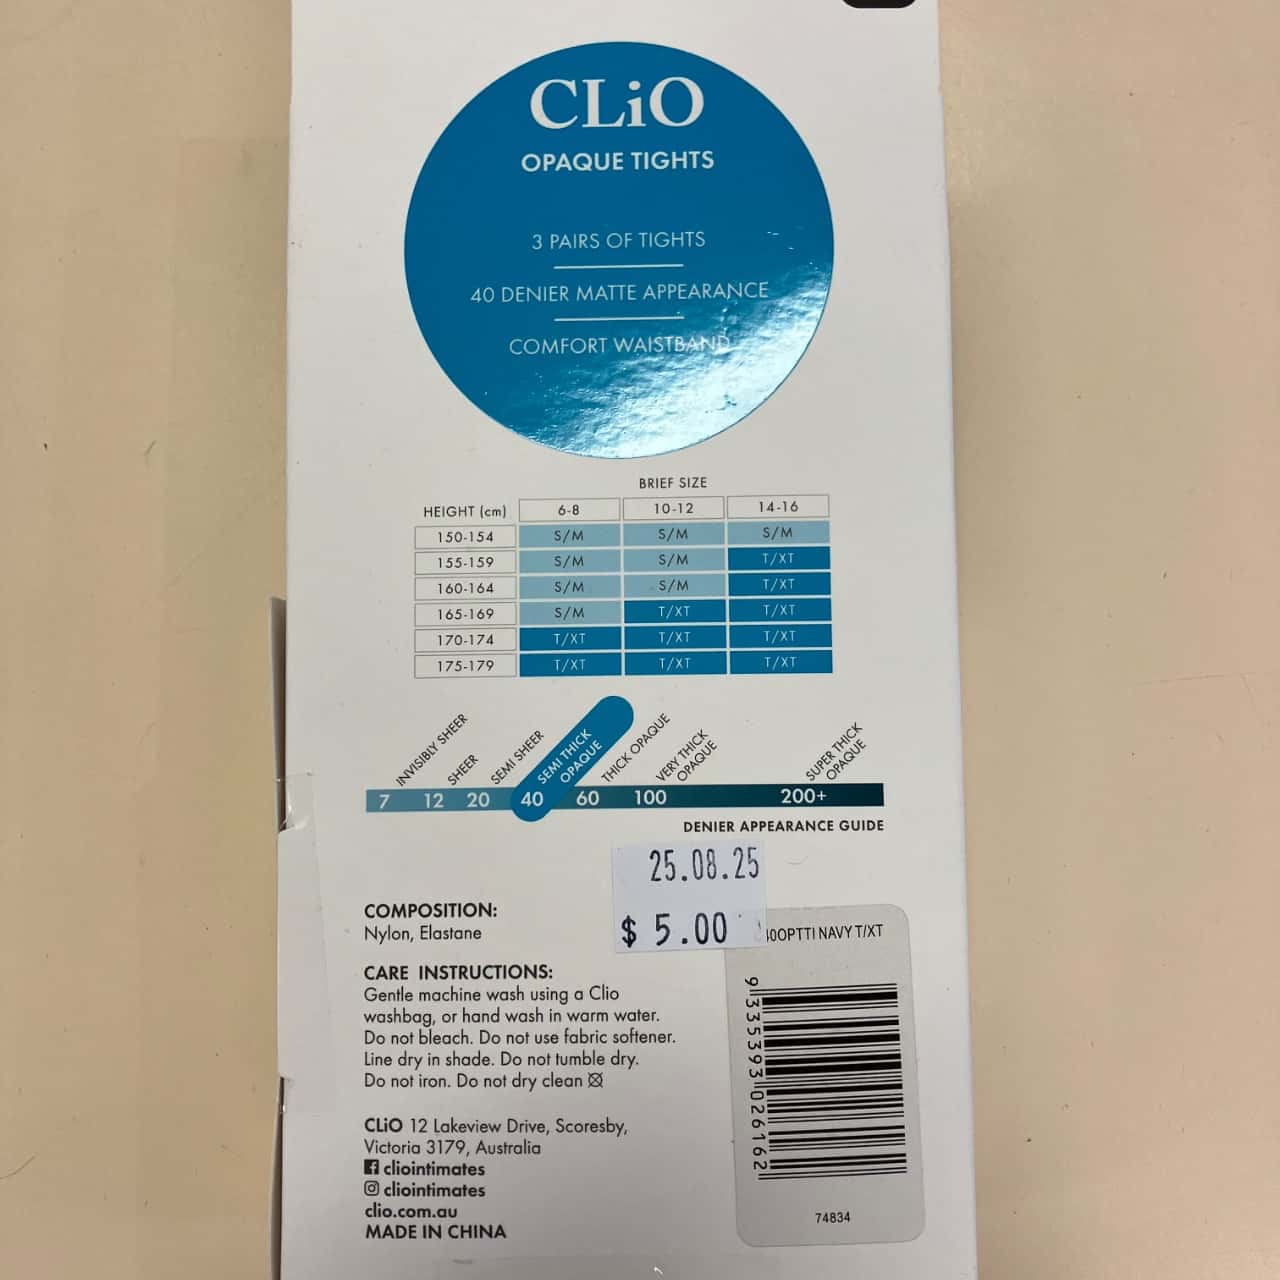 CLiO
OPAQUE TIGHTS
3 PAIRS OF TIGHTS
40 DENIER MATTE APPEARANCE
COMFORT WAISTBAND
BRIEF SIZE
HEIGHT (cm) 6-8 10-12 14-16
150-154 S/M S/M S/M
155-159 S/M S/M T/XT
160-164 S/M S/M T/XT
165-169 S/M T/XT T/XT
170-174 T/XT T/XT T/XT
175-179 T/XT T/XT T/XT
INVISIBLY SHEER
SHEER
SEMI SHEER
SEMI THICK
OPAQUE
THICK OPAQUE
VERY THICK
OPAQUE
SUPER THICK
OPAQUE
7 12 20 40 60 100 200+
DENIER APPEARANCE GUIDE
25.08.25
$ 5.00
COMPOSITION:
Nylon, Elastane
40OPTTI NAVY T/XT
CARE INSTRUCTIONS:
Gentle machine wash using a Clio
washbag, or hand wash in warm water.
Do not bleach. Do not use fabric softener.
Line dry in shade. Do not tumble dry.
Do not iron. Do not dry clean
9 335393 026162
CLiO 12 Lakeview Drive, Scoresby,
Victoria 3179, Australia
cliointimates
cliointimates
clio.com.au
MADE IN CHINA
74834